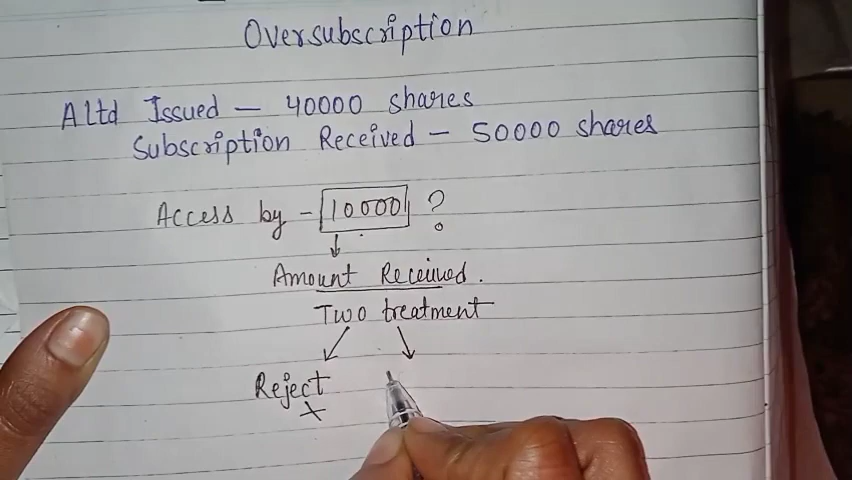 Oversubscription
A Ltd Issued - 40000 shares
Subscription Received - 50000 shares
Access by - 10000 ?
Amount Received.
Two treatment
Reject